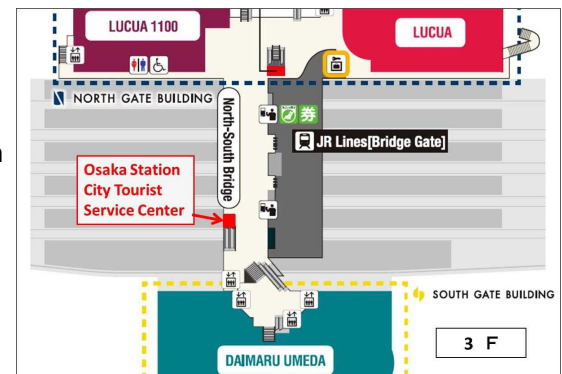 LUCUA 1100
LUCUA
NORTH GATE BUILDING
North-South Bridge
券
JR Lines[Bridge Gate]
Osaka Station
City Tourist
Service Center
SOUTH GATE BUILDING
3 F
DAIMARU UMEDA